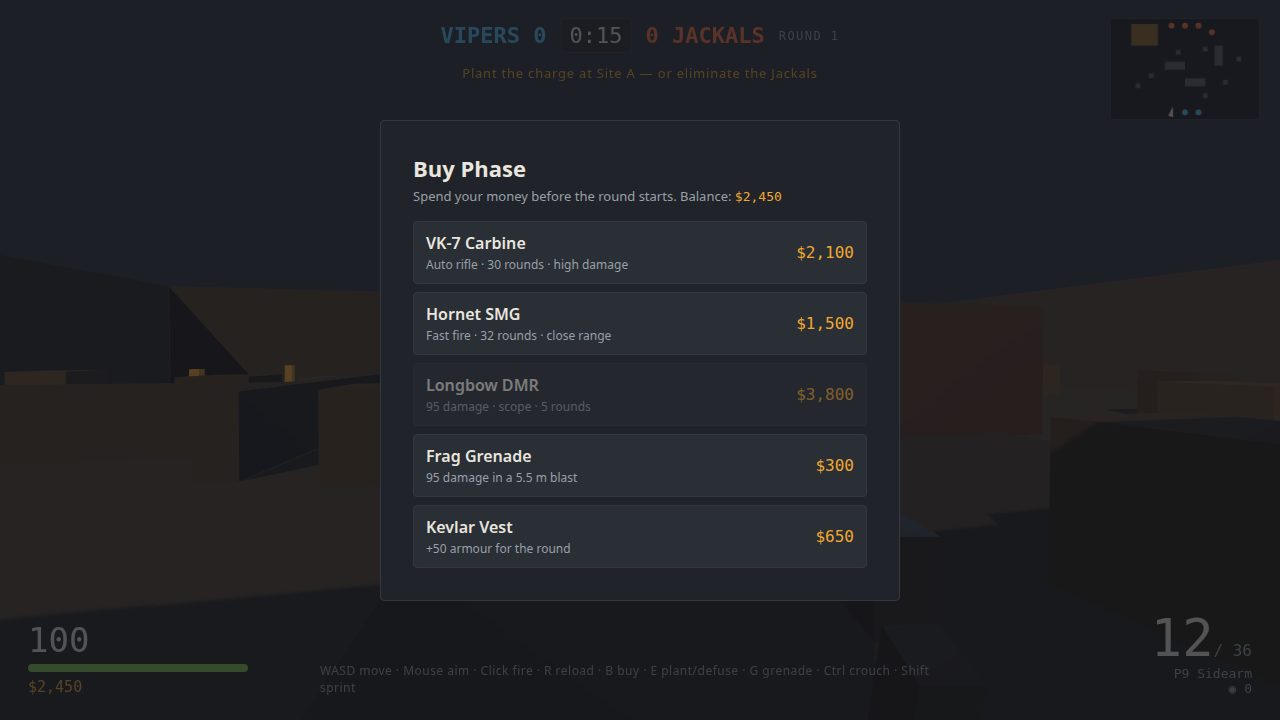 VIPERS 0 0:15 0 JACKALS ROUND 1
Plant the charge at Site A — or eliminate the Jackals
Buy Phase
Spend your money before the round starts. Balance: $2,450
VK-7 Carbine
Auto rifle · 30 rounds · high damage
$2,100
Hornet SMG
Fast fire · 32 rounds · close range
$1,500
Longbow DMR
95 damage · scope · 5 rounds
$3,800
Frag Grenade
95 damage in a 5.5 m blast
$300
Kevlar Vest
+50 armour for the round
$650
100
$2,450
WASD move · Mouse aim · Click fire · R reload · B buy · E plant/defuse · G grenade · Ctrl crouch · Shift
sprint
12 / 36
P9 Sidearm
◉ 0